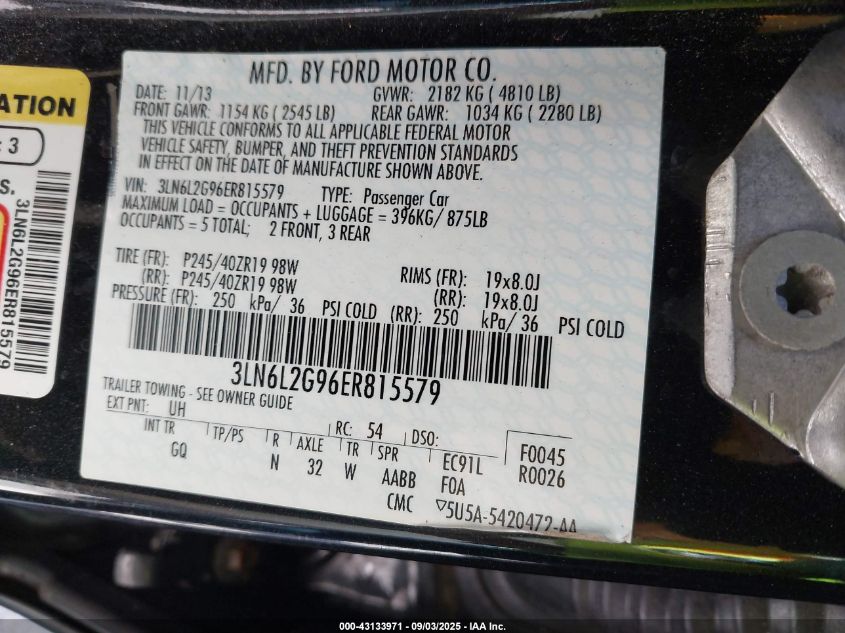 ATION
: 3
S.
3LN6L2G96ER815579
MFD. BY FORD MOTOR CO.
DATE: 11/13 GVWR: 2182 KG ( 4810 LB)
FRONT GAWR: 1154 KG ( 2545 LB) REAR GAWR: 1034 KG ( 2280 LB)
THIS VEHICLE CONFORMS TO ALL APPLICABLE FEDERAL MOTOR
VEHICLE SAFETY, BUMPER, AND THEFT PREVENTION STANDARDS
IN EFFECT ON THE DATE OF MANUFACTURE SHOWN ABOVE.
VIN: 3LN6L2G96ER815579 TYPE: Passenger Car
MAXIMUM LOAD = OCCUPANTS + LUGGAGE = 396KG/ 875LB
OCCUPANTS = 5 TOTAL; 2 FRONT, 3 REAR
TIRE (FR): P245/40ZR19 98W RIMS (FR): 19x8.0J
(RR): P245/40ZR19 98W (RR): 19x8.0J
PRESSURE (FR): 250 kPa/ 36 PSI COLD (RR): 250 kPa/ 36 PSI COLD
3LN6L2G96ER815579
TRAILER TOWING - SEE OWNER GUIDE
EXT PNT: UH RC: 54 DSO: F0045
INT TR TP/PS R AXLE TR SPR EC91L R0026
GQ N 32 W AABB FOA
CMC ▽5U5A-5420472-AA
000-43133971 - 09/03/2025 - IAA Inc.